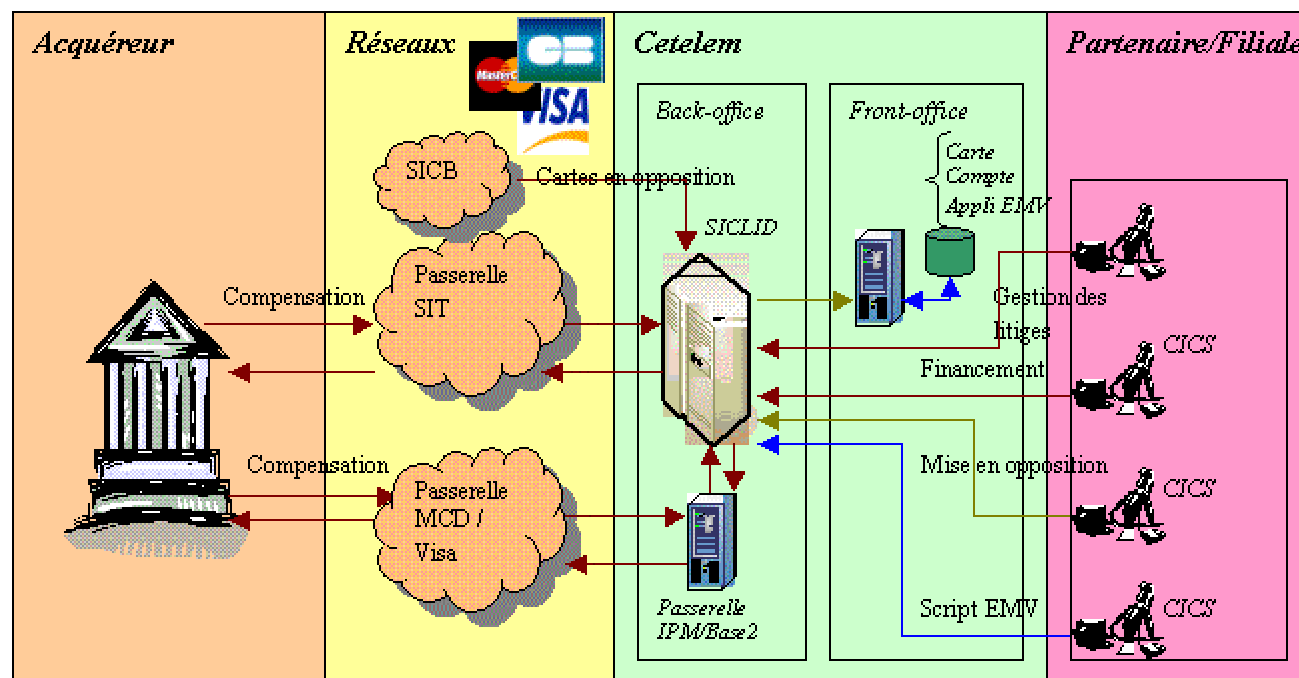 Acquéreur
Réseaux
Cetelem
Partenaire/Filiale
MasterCa
CB
VISA
Back-office
Front-office
Carte
Compte
Appli EMV
SICB
Cartes en opposition
SICLID
Passerelle
SIT
Compensation
Gestion des
litiges
CICS
Financement
Compensation
Passerelle
MCD /
Visa
Mise en opposition
CICS
Passerelle
IPM/Base2
Script EMV
CICS